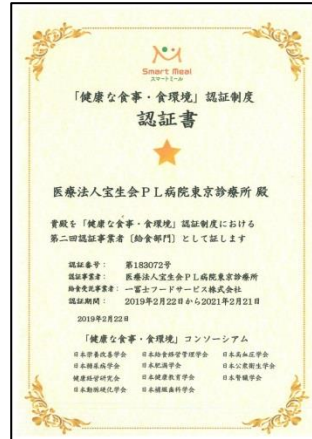 Smart Meal
スマートミール
「健康な食事・食環境」認証制度
認証書
医療法人宝生会PL病院東京診療所 殿
貴殿を「健康な食事・食環境」認証制度における
第二回認証事業者［給食部門］として証します
認証番号： 第183072号
認証事業者： 医療法人宝生会PL病院東京診療所
給食受託事業者： 一冨士フードサービス株式会社
認証期間： 2019年2月22日から2021年2月21日
2019年2月22日
「健康な食事・食環境」コンソーシアム
日本栄養改善学会 日本給食経営管理学会 日本高血圧学会
日本糖尿病学会 日本肥満学会 日本公衆衛生学会
健康経営研究会 日本健康教育学会 日本腎臓学会
日本動脈硬化学会 日本補綴歯科学会